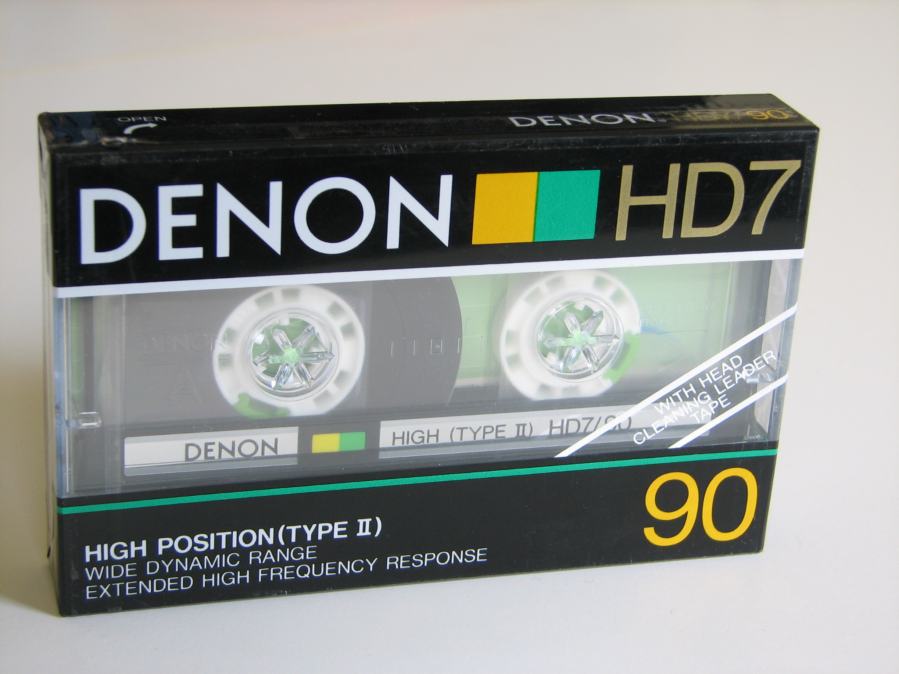 OPEN
DENON HD7/90
DENON HD7
DENON
WITH HEAD
CLEANING LEADER
TAPE
DENON HIGH (TYPE II) HD7/90
90
HIGH POSITION (TYPE II)
WIDE DYNAMIC RANGE
EXTENDED HIGH FREQUENCY RESPONSE